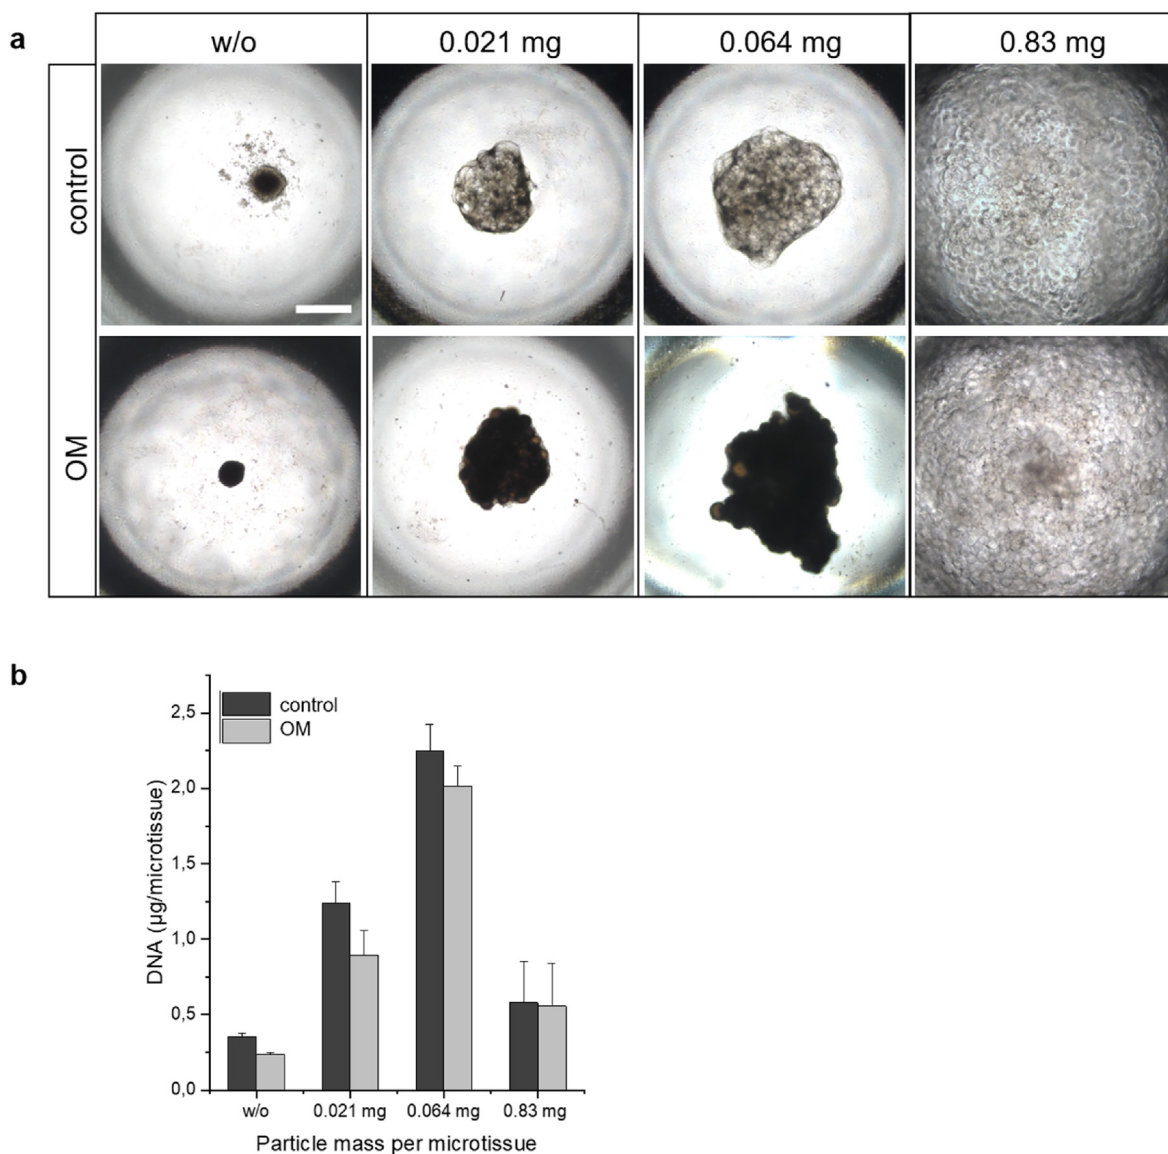 a
w/o 0.021 mg 0.064 mg 0.83 mg
control
OM
b
control
OM
2,5
2,0
1,5
1,0
0,5
0,0
DNA (µg/microtissue)
w/o 0.021 mg 0.064 mg 0.83 mg
Particle mass per microtissue